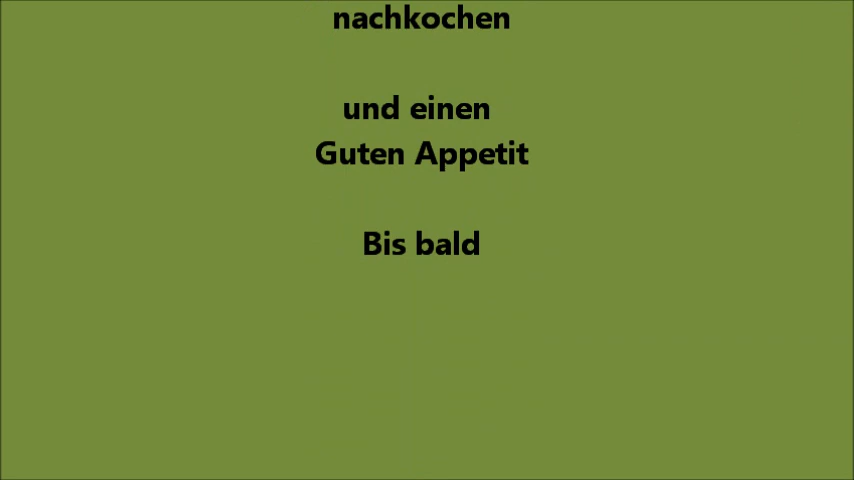 nachkochen
und einen
Guten Appetit
Bis bald